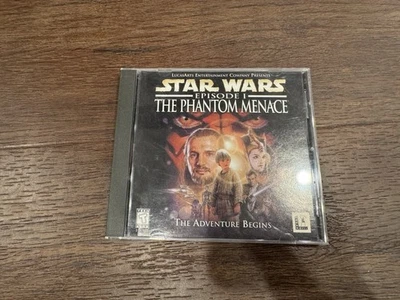 LucasArts Entertainment Company Presents
STAR WARS
EPISODE I
THE PHANTOM MENACE
The Adventure Begins